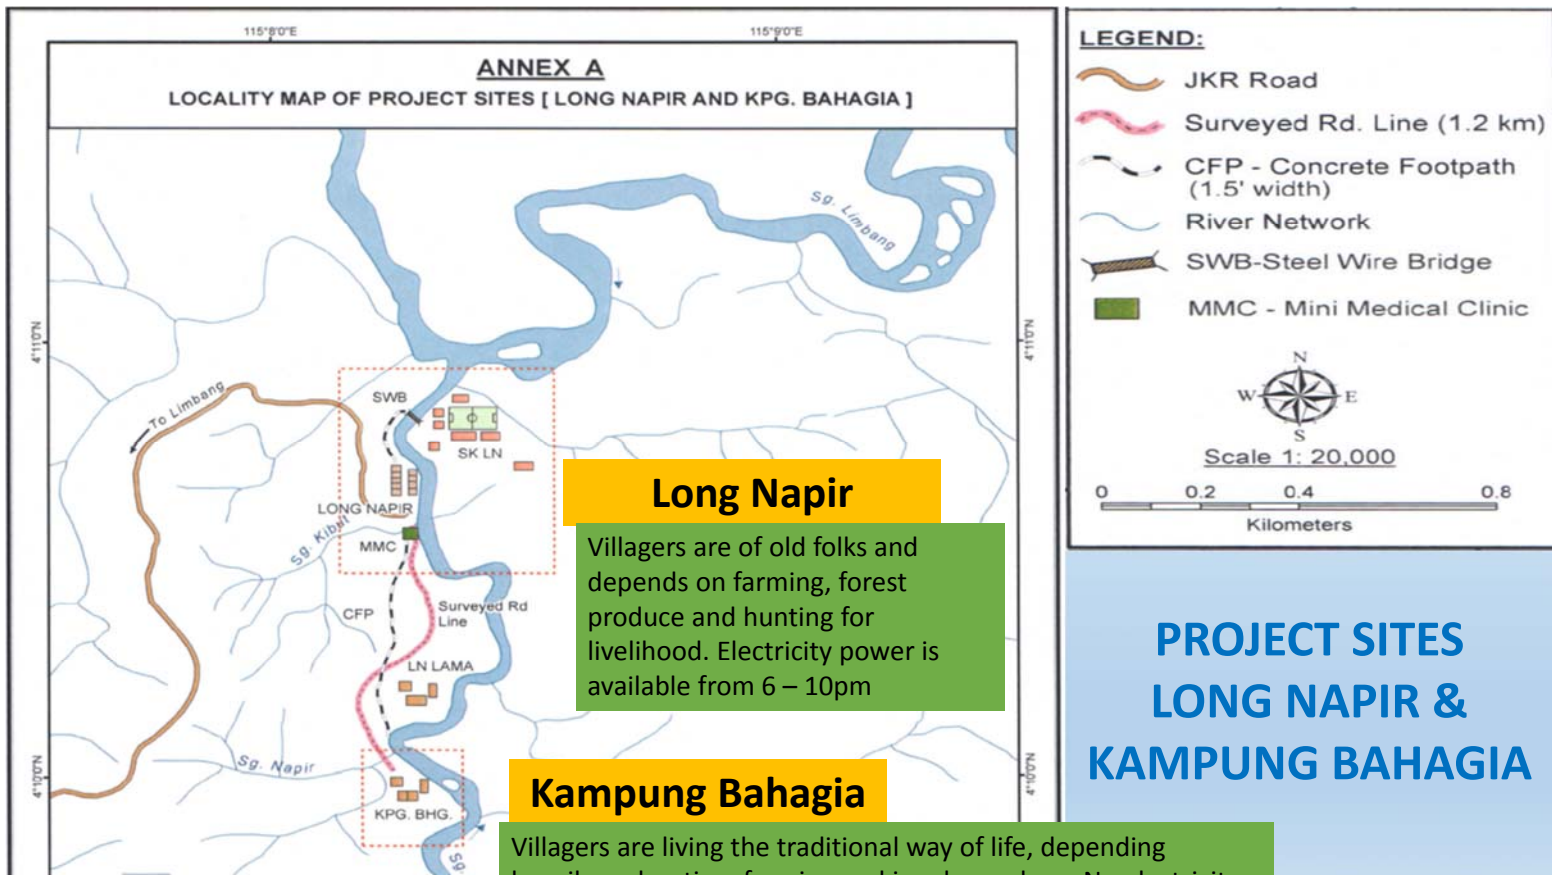 115°8'0"E
115°9'0"E
ANNEX A
LOCALITY MAP OF PROJECT SITES [ LONG NAPIR AND KPG. BAHAGIA ]
LEGEND:
JKR Road
Surveyed Rd. Line (1.2 km)
CFP - Concrete Footpath
(1.5' width)
River Network
SWB-Steel Wire Bridge
MMC - Mini Medical Clinic
N
W
E
S
Scale 1: 20,000
0 0.2 0.4 0.8
Kilometers
Sg. Limbang
4°11'0"N
4°11'0"N
To Limbang
SWB
SK LN
LONG NAPIR
Sg. Kibut
MMC
CFP
Surveyed Rd
Line
LN LAMA
Sg. Napir
4°10'0"N
4°10'0"N
KPG. BHG.
Sg.
Long Napir
Villagers are of old folks and
depends on farming, forest
produce and hunting for
livelihood. Electricity power is
available from 6 – 10pm
Kampung Bahagia
Villagers are living the traditional way of life, depending
PROJECT SITES
LONG NAPIR &
KAMPUNG BAHAGIA